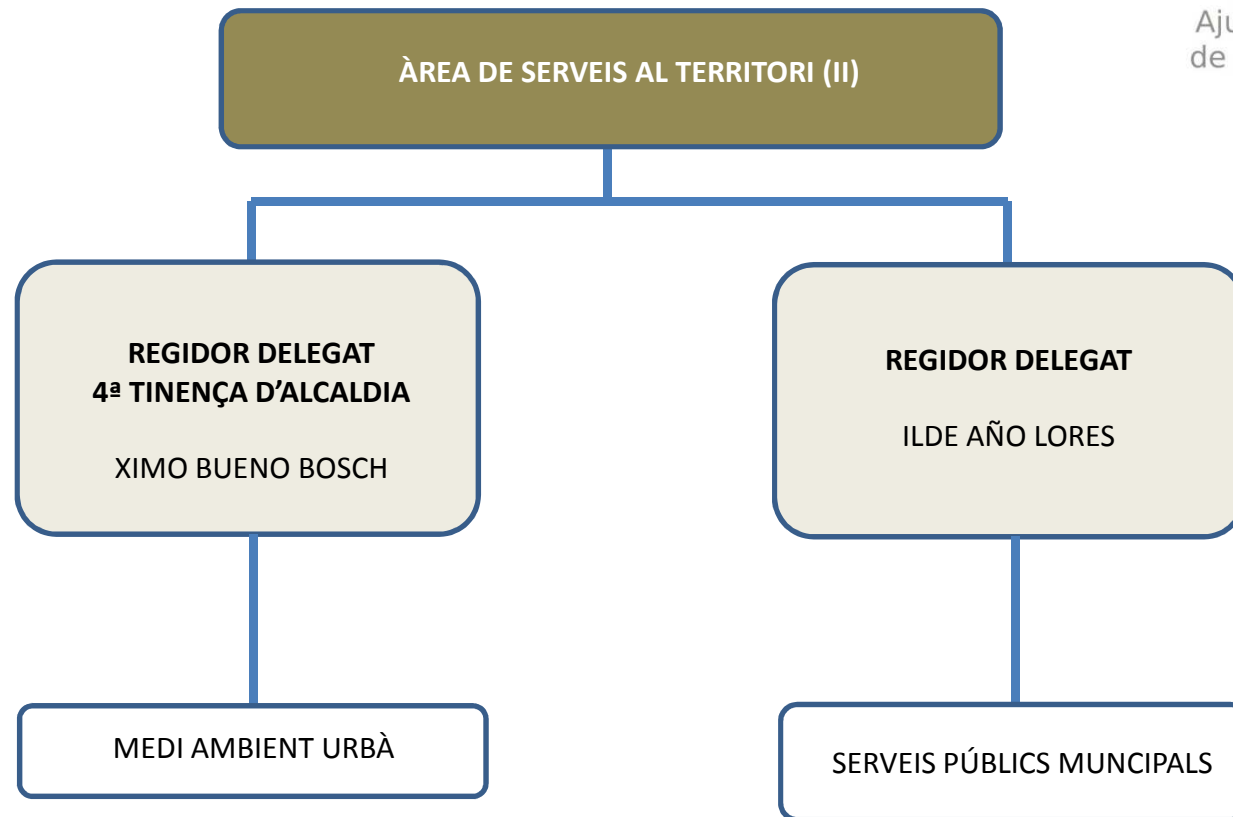 de
ÀREA DE SERVEIS AL TERRITORI (II)
REGIDOR DELEGAT
4ª TINENÇA D’ALCALDIA
XIMO BUENO BOSCH
REGIDOR DELEGAT
ILDE AÑO LORES
MEDI AMBIENT URBÀ
SERVEIS PÚBLICS MUNCIPALS